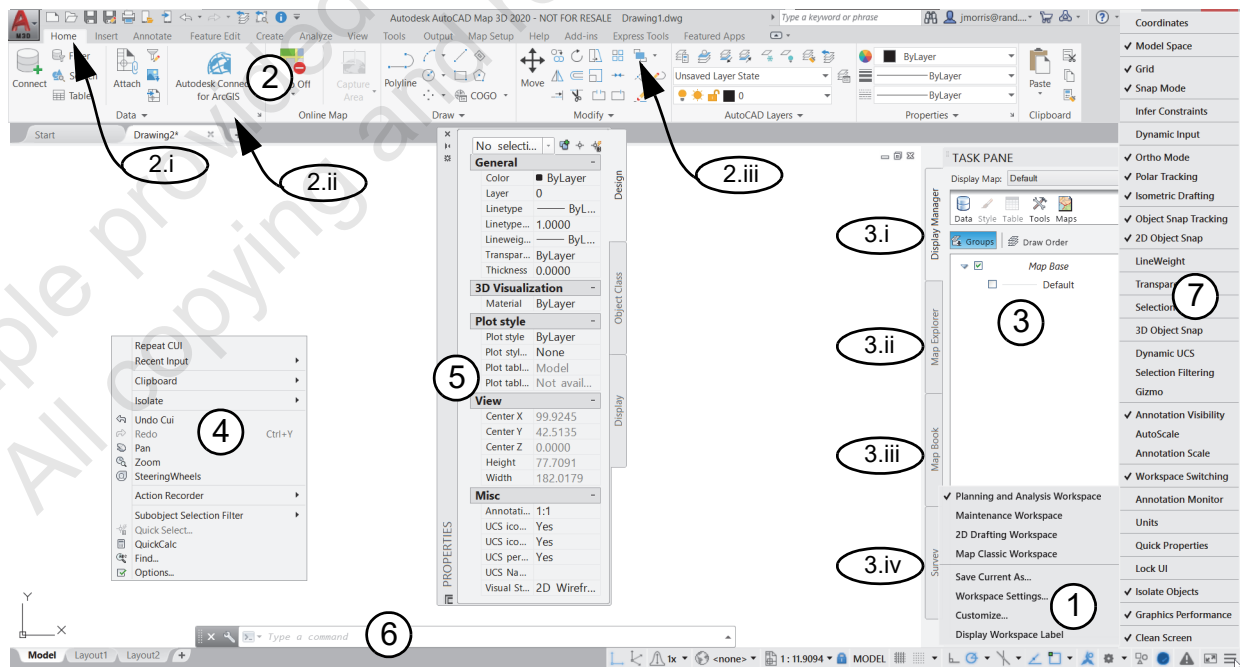 Autodesk AutoCAD Map 3D 2020 - NOT FOR RESALE Drawing1.dwg
Type a keyword or phrase
jmorris@rand...
M3D
Home Insert Annotate Feature Edit Create Analyze View Tools Output Map Setup Help Add-ins Express Tools Featured Apps
Connect
Table
Attach
Autodesk Connec
for ArcGIS
Off
Capture
Area
Polyline
COGO
Move
Unsaved Layer State
0
ByLayer
ByLayer
ByLayer
Paste
Data
Online Map
Draw
Modify
AutoCAD Layers
Properties
Clipboard
Start
Drawing2*
2
2.i
2.ii
2.iii
No selecti...
General
Color ByLayer
Layer 0
Linetype ByL...
Linetype... 1.0000
Lineweig... ByL...
Transpar... ByLayer
Thickness 0.0000
3D Visualization
Material ByLayer
Plot style
Plot style ByLayer
Plot styl... None
Plot tabl... Model
Plot tabl... Not avail...
View
Center X 99.9245
Center Y 42.5135
Center Z 0.0000
Height 77.7091
Width 182.0179
Misc
Annotati... 1:1
UCS ico... Yes
UCS ico... Yes
UCS per... Yes
UCS Na...
Visual St... 2D Wirefr...
PROPERTIES
Design
Object Class
Display
5
Repeat CUI
Recent Input
Clipboard
Isolate
Undo Cui
Redo Ctrl+Y
Pan
Zoom
SteeringWheels
Action Recorder
Subobject Selection Filter
Quick Select...
QuickCalc
Find...
Options...
4
TASK PANE
Display Map: Default
Data Style Table Tools Maps
Groups Draw Order
Map Base
Default
3
Display Manager
Map Explorer
Map Book
Survey
3.i
3.ii
3.iii
3.iv
Planning and Analysis Workspace
Maintenance Workspace
2D Drafting Workspace
Map Classic Workspace
Save Current As...
Workspace Settings...
Customize...
Display Workspace Label
1
Coordinates
Model Space
Grid
Snap Mode
Infer Constraints
Dynamic Input
Ortho Mode
Polar Tracking
Isometric Drafting
Object Snap Tracking
2D Object Snap
LineWeight
Transpar
Selection
3D Object Snap
Dynamic UCS
Selection Filtering
Gizmo
Annotation Visibility
AutoScale
Annotation Scale
Workspace Switching
Annotation Monitor
Units
Quick Properties
Lock UI
Isolate Objects
Graphics Performance
Clean Screen
7
Y
X
Type a command
6
Model Layout1 Layout2 +
1x <none> 1 : 11.9094 MODEL
All copying and